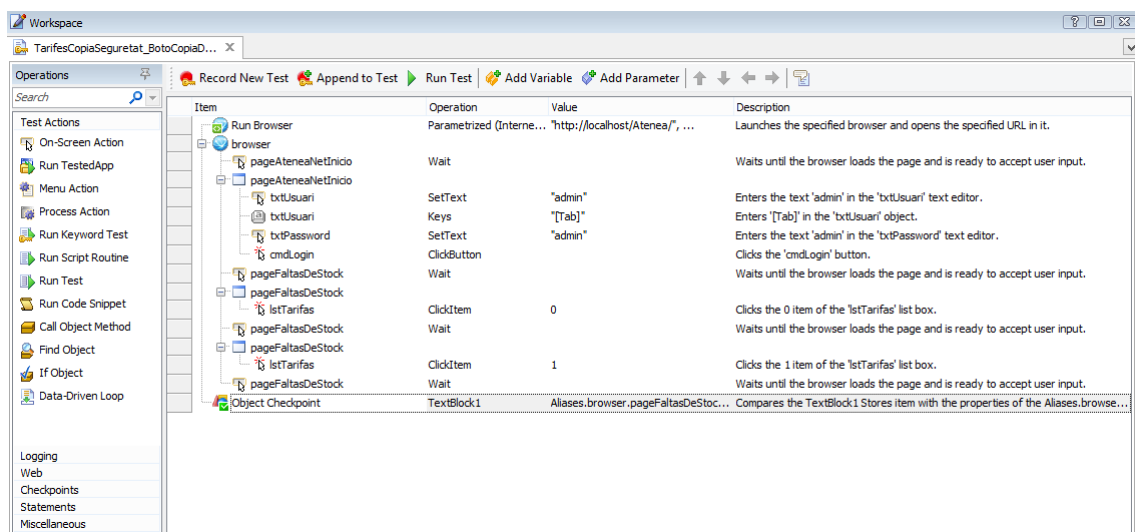 Workspace
TarifesCopiaSeguretat_BotoCopiaD... X
Operations
Search
Test Actions
On-Screen Action
Run TestedApp
Menu Action
Process Action
Run Keyword Test
Run Script Routine
Run Test
Run Code Snippet
Call Object Method
Find Object
If Object
Data-Driven Loop
Logging
Web
Checkpoints
Statements
Miscellaneous
Record New Test Append to Test Run Test Add Variable Add Parameter
Item Operation Value Description
Run Browser Parametrized (Interne... "http://localhost/Atenea/", ... Launches the specified browser and opens the specified URL in it.
browser
pageAteneaNetInicio Wait Waits until the browser loads the page and is ready to accept user input.
pageAteneaNetInicio
txtUsuari SetText "admin" Enters the text 'admin' in the 'txtUsuari' text editor.
txtUsuari Keys "[Tab]" Enters '[Tab]' in the 'txtUsuari' object.
txtPassword SetText "admin" Enters the text 'admin' in the 'txtPassword' text editor.
cmdLogin ClickButton Clicks the 'cmdLogin' button.
pageFaltasDeStock Wait Waits until the browser loads the page and is ready to accept user input.
pageFaltasDeStock
lstTarifas ClickItem 0 Clicks the 0 item of the 'lstTarifas' list box.
pageFaltasDeStock Wait Waits until the browser loads the page and is ready to accept user input.
pageFaltasDeStock
lstTarifas ClickItem 1 Clicks the 1 item of the 'lstTarifas' list box.
pageFaltasDeStock Wait Waits until the browser loads the page and is ready to accept user input.
Object Checkpoint TextBlock1 Aliases.browser.pageFaltasDeStoc... Compares the TextBlock1 Stores item with the properties of the Aliases.browse...